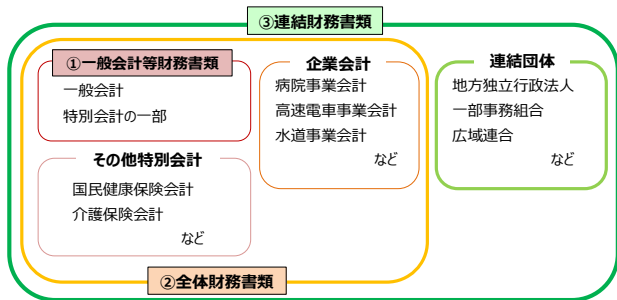 ③連結財務書類
①一般会計等財務書類
一般会計
特別会計の一部
その他特別会計
国民健康保険会計
介護保険会計
など
企業会計
病院事業会計
高速電車事業会計
水道事業会計
など
連結団体
地方独立行政法人
一部事務組合
広域連合
など
②全体財務書類